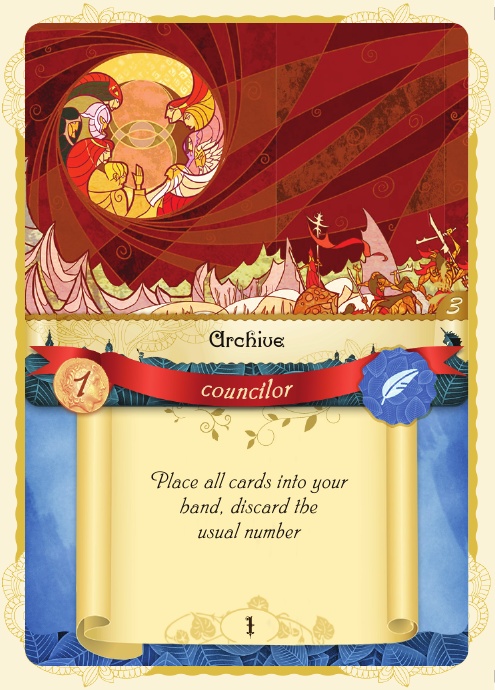 3
Archive
1
councilor
Place all cards into your
hand, discard the
usual number
1